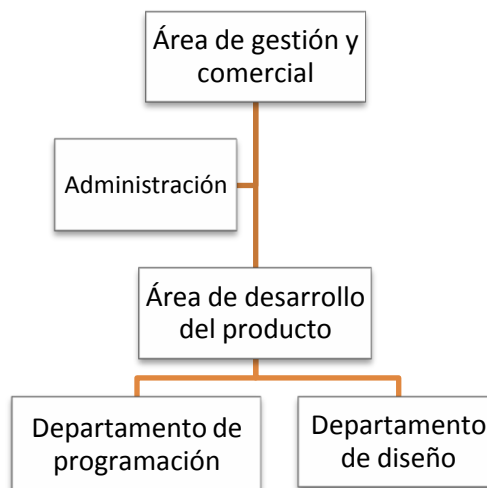 Área de gestión y
comercial
Administración
Área de desarrollo
del producto
Departamento de
programación
Departamento
de diseño